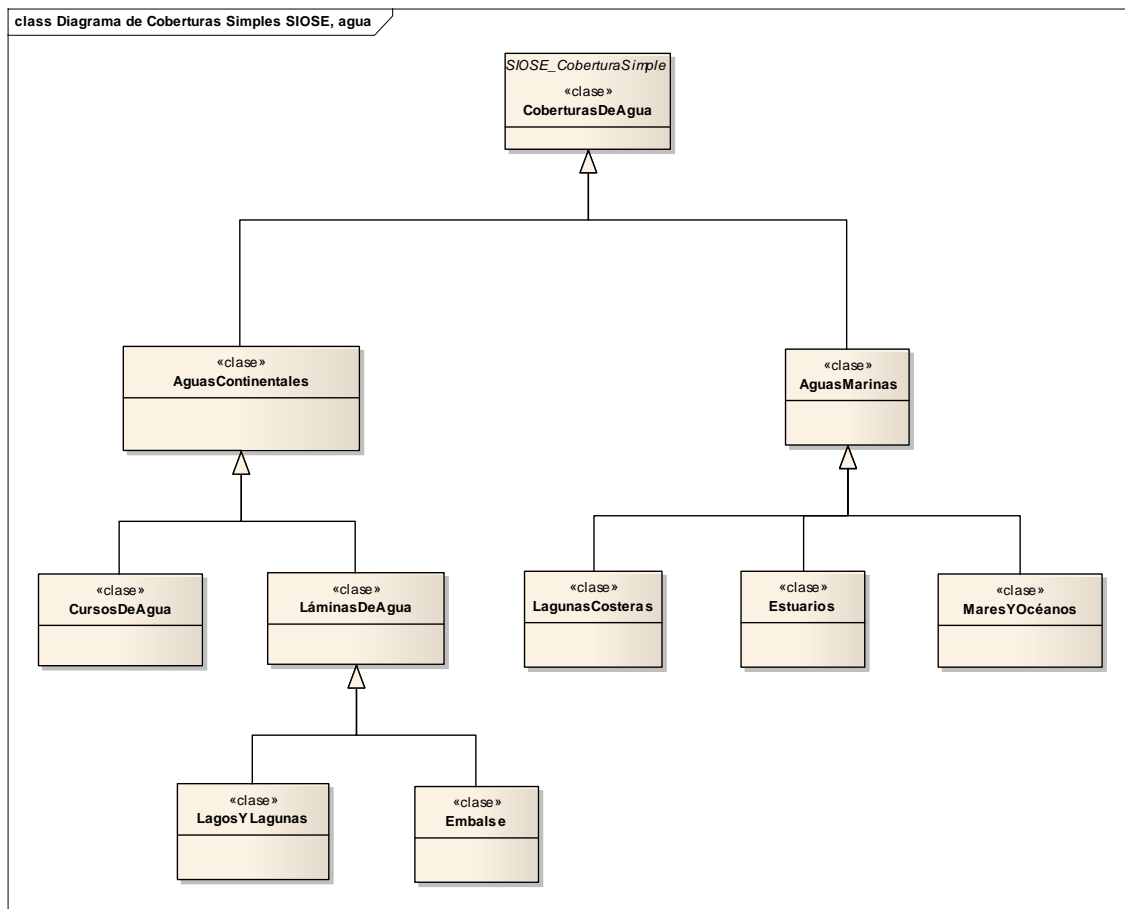 class Diagrama de Coberturas Simples SIOSE, agua
SIOSE_CoberturaSimple
«clase»
CoberturasDeAgua
«clase»
AguasContinentales
«clase»
AguasMarinas
«clase»
CursosDeAgua
«clase»
LáminasDeAgua
«clase»
LagunasCosteras
«clase»
Estuarios
«clase»
MaresYOcéanos
«clase»
LagosYLagunas
«clase»
Embalse